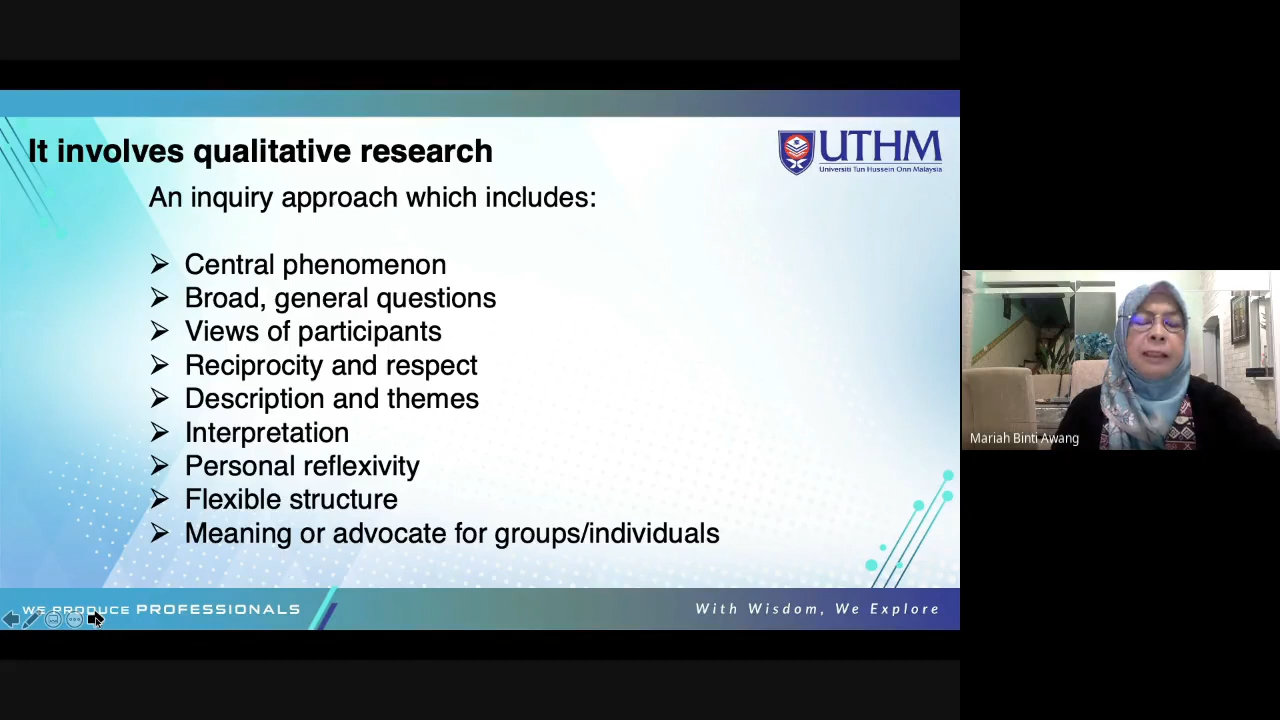 It involves qualitative research
UTHM
Universiti Tun Hussein Onn Malaysia
An inquiry approach which includes:
➢ Central phenomenon
➢ Broad, general questions
➢ Views of participants
➢ Reciprocity and respect
➢ Description and themes
➢ Interpretation
➢ Personal reflexivity
➢ Flexible structure
➢ Meaning or advocate for groups/individuals
Mariah Binti Awang
WE PRODUCE PROFESSIONALS
With Wisdom, We Explore